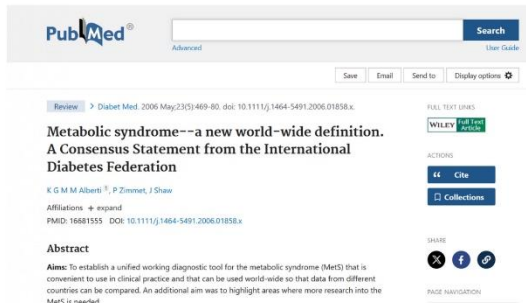 PubMed®
Search
Advanced
User Guide
Save
Email
Send to
Display options
Review
> Diabet Med. 2006 May;23(5):469-80. doi: 10.1111/j.1464-5491.2006.01858.x.
Metabolic syndrome--a new world-wide definition.
A Consensus Statement from the International
Diabetes Federation
K G M M Alberti 1, P Zimmet, J Shaw
Affiliations + expand
PMID: 16681555 DOI: 10.1111/j.1464-5491.2006.01858.x
Abstract
Aims: To establish a unified working diagnostic tool for the metabolic syndrome (MetS) that is
convenient to use in clinical practice and that can be used world-wide so that data from different
countries can be compared. An additional aim was to highlight areas where more research into the
MetS is needed.
FULL TEXT LINKS
WILEY Full Text Article
ACTIONS
Cite
Collections
SHARE
PAGE NAVIGATION